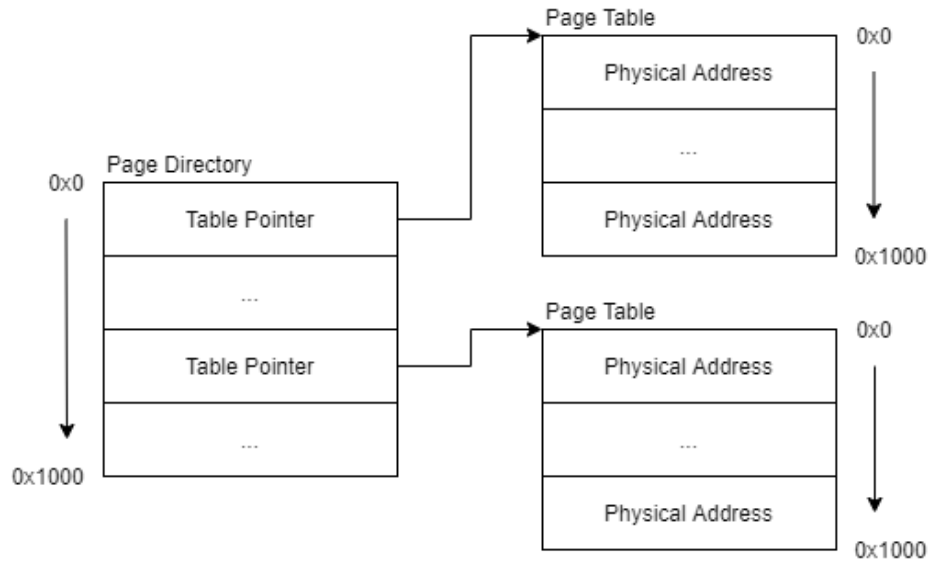 Page Directory
0x0
Table Pointer
...
Table Pointer
...
0x1000
Page Table
0x0
Physical Address
...
Physical Address
0x1000
Page Table
0x0
Physical Address
...
Physical Address
0x1000